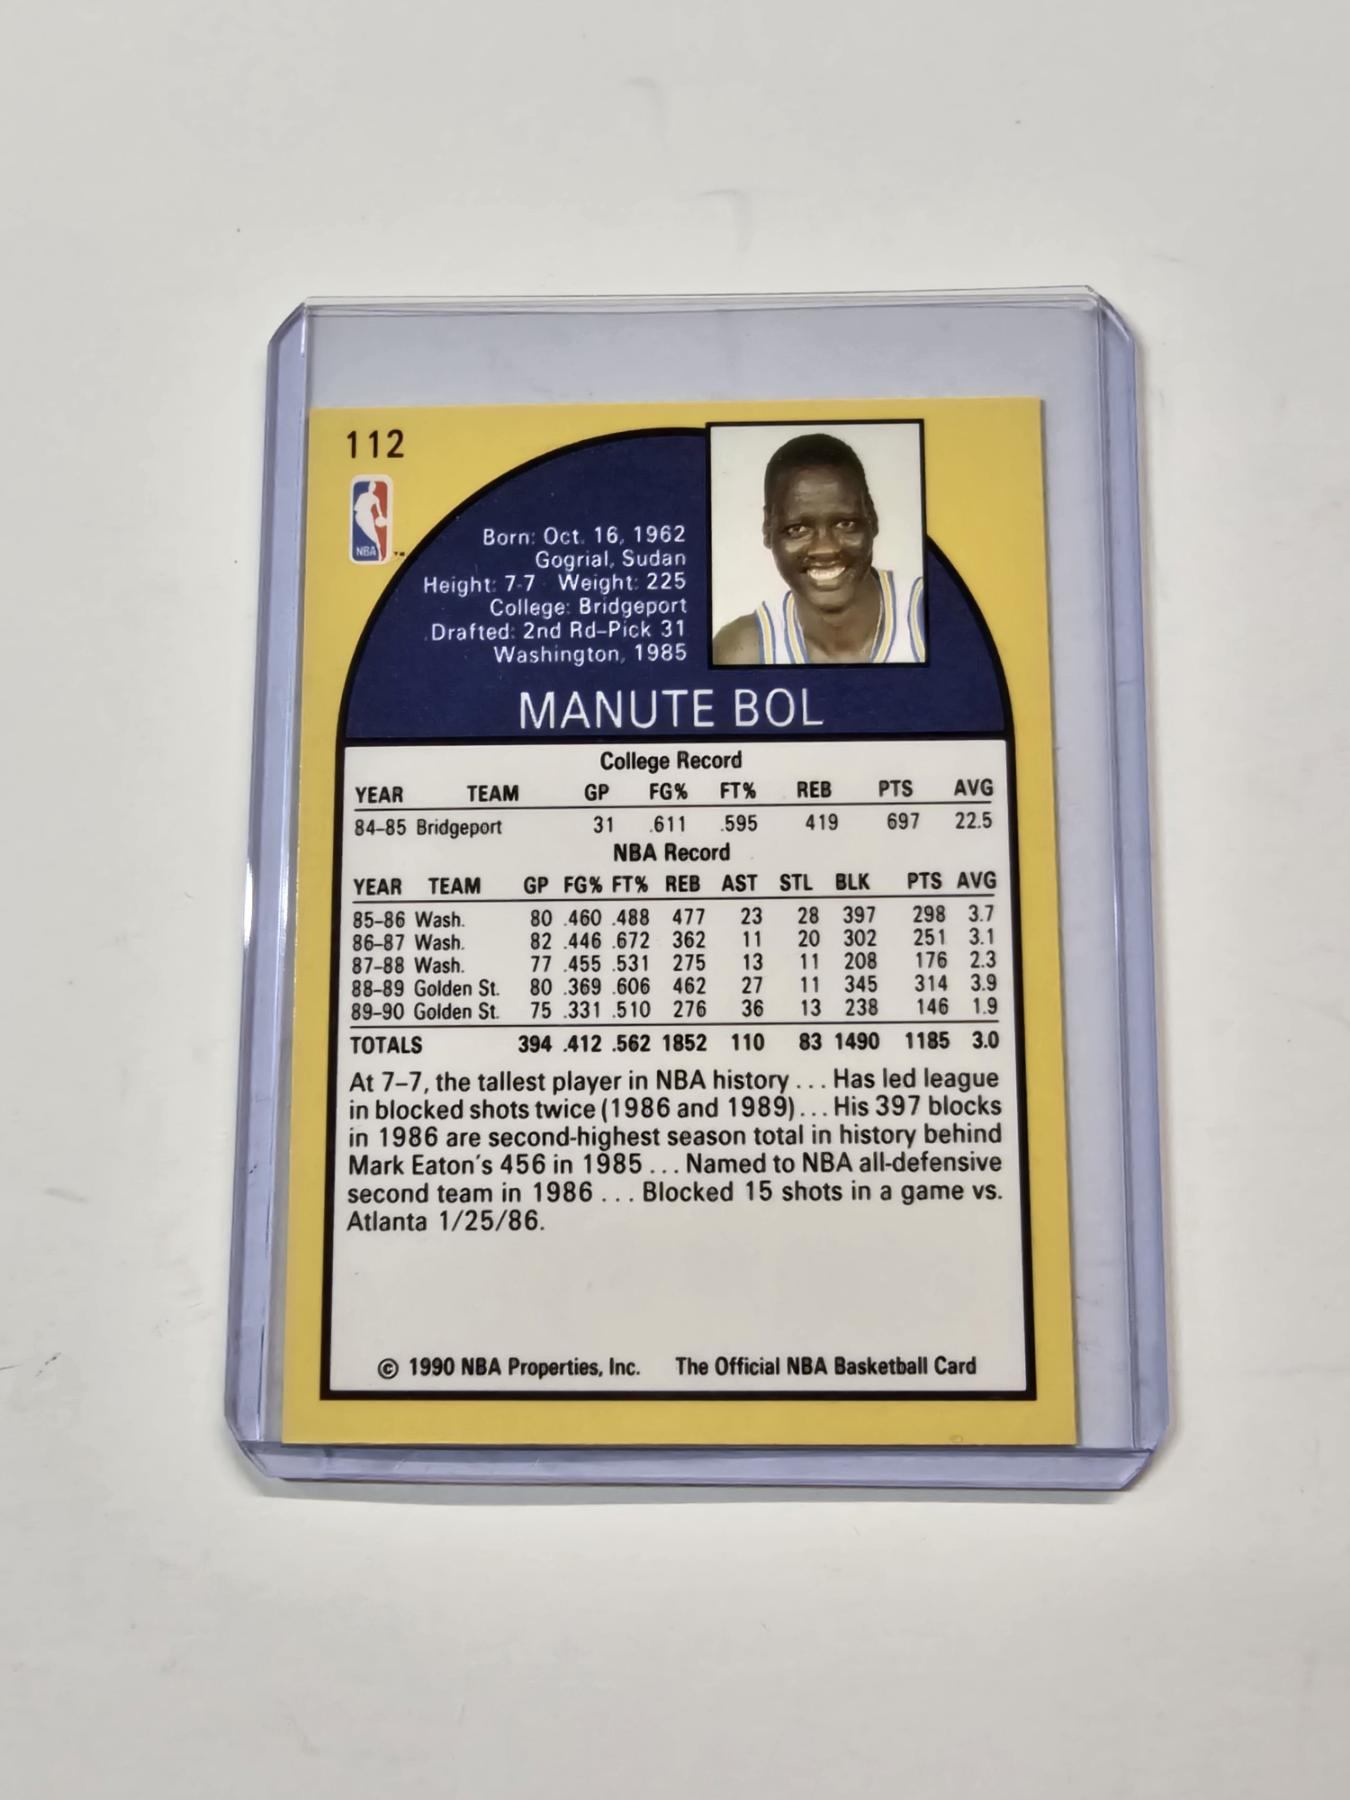 112
NBA
Born: Oct. 16, 1962
Gogrial, Sudan
Height: 7-7 Weight: 225
College: Bridgeport
Drafted: 2nd Rd–Pick 31
Washington, 1985
MANUTE BOL
College Record
YEAR TEAM GP FG% FT% REB PTS AVG
84–85 Bridgeport 31 .611 .595 419 697 22.5
NBA Record
YEAR TEAM GP FG% FT% REB AST STL BLK PTS AVG
85–86 Wash. 80 .460 .488 477 23 28 397 298 3.7
86–87 Wash. 82 .446 .672 362 11 20 302 251 3.1
87–88 Wash. 77 .455 .531 275 13 11 208 176 2.3
88–89 Golden St. 80 .369 .606 462 27 11 345 314 3.9
89–90 Golden St. 75 .331 .510 276 36 13 238 146 1.9
TOTALS 394 .412 .562 1852 110 83 1490 1185 3.0
At 7–7, the tallest player in NBA history ... Has led league
in blocked shots twice (1986 and 1989) ... His 397 blocks
in 1986 are second-highest season total in history behind
Mark Eaton's 456 in 1985 ... Named to NBA all-defensive
second team in 1986 ... Blocked 15 shots in a game vs.
Atlanta 1/25/86.
© 1990 NBA Properties, Inc. The Official NBA Basketball Card